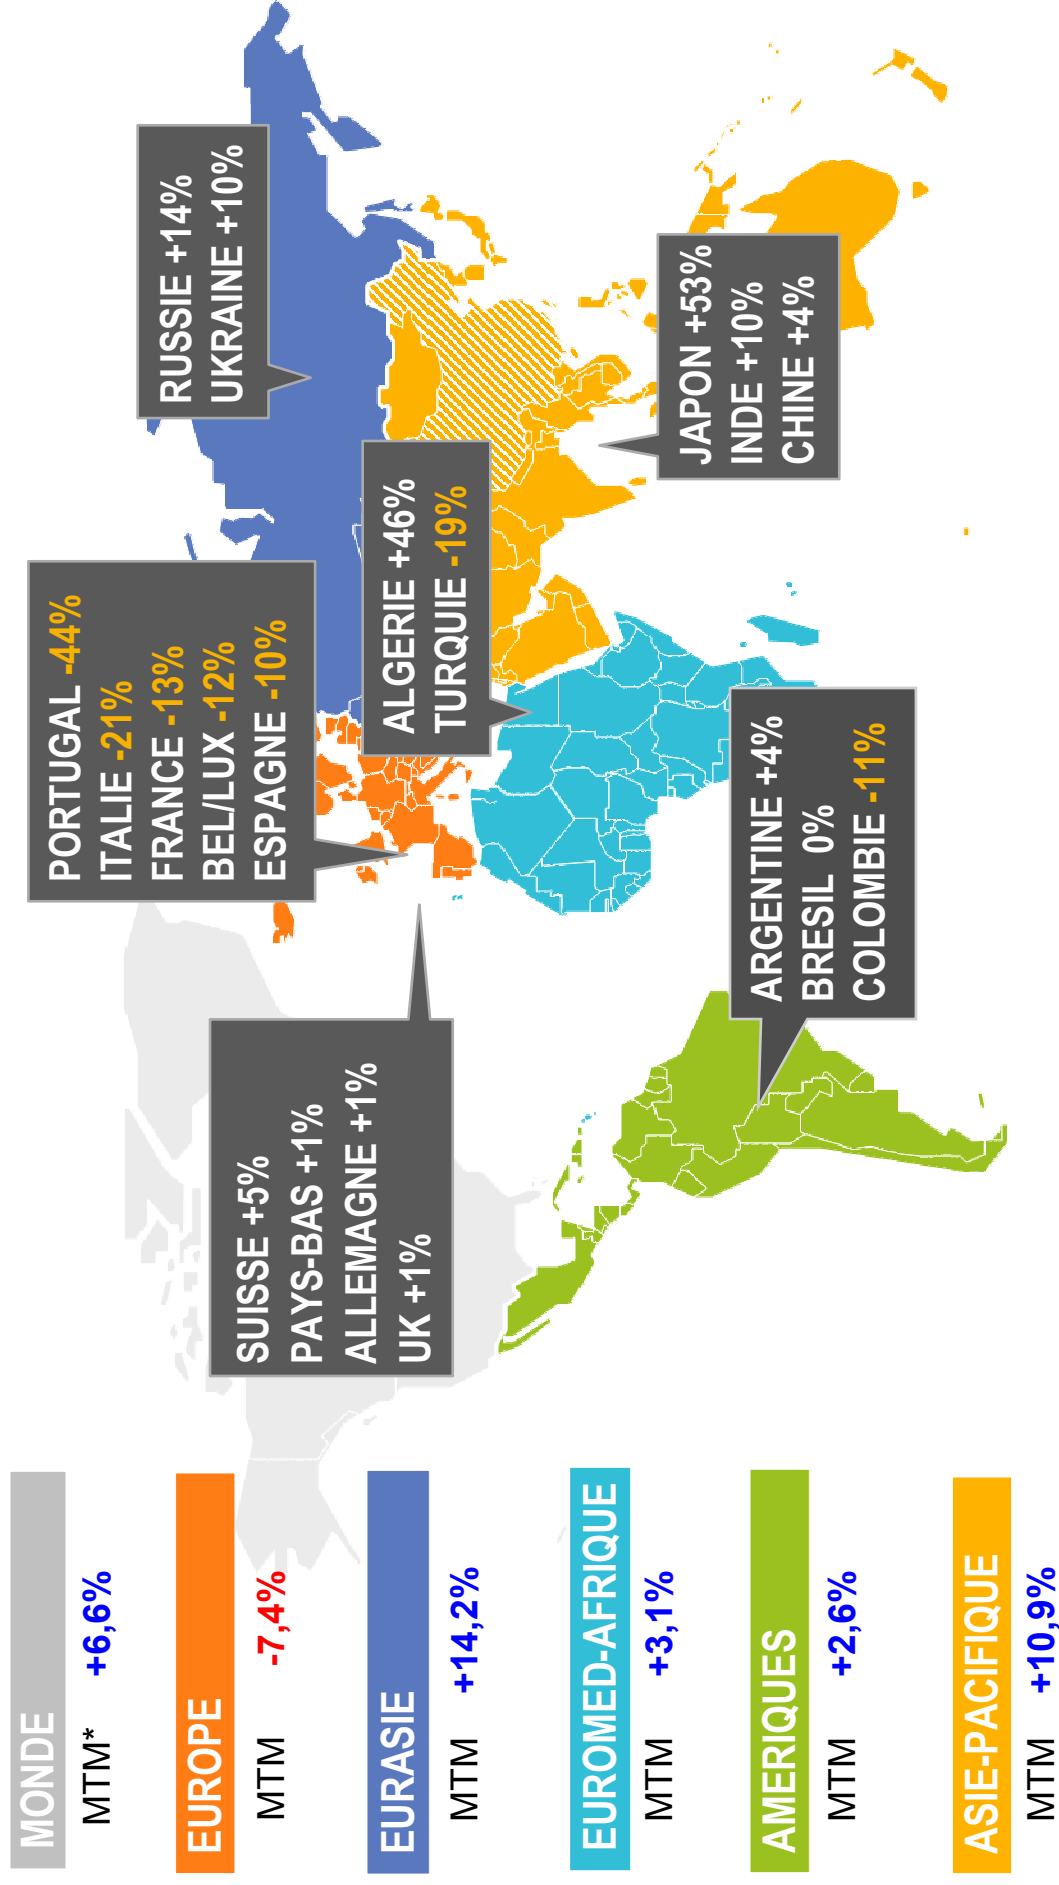 MONDE
MTM* +6,6%
EUROPE
MTM -7,4%
EURASIE
MTM +14,2%
EUROMED-AFRIQUE
MTM +3,1%
AMERIQUES
MTM +2,6%
ASIE-PACIFIQUE
MTM +10,9%
SUISSE +5%
PAYS-BAS +1%
ALLEMAGNE +1%
UK +1%
PORTUGAL -44%
ITALIE -21%
FRANCE -13%
BEL/LUX -12%
ESPAGNE -10%
RUSSIE +14%
UKRAINE +10%
ALGERIE +46%
TURQUIE -19%
JAPON +53%
INDE +10%
CHINE +4%
ARGENTINE +4%
BRESIL 0%
COLOMBIE -11%